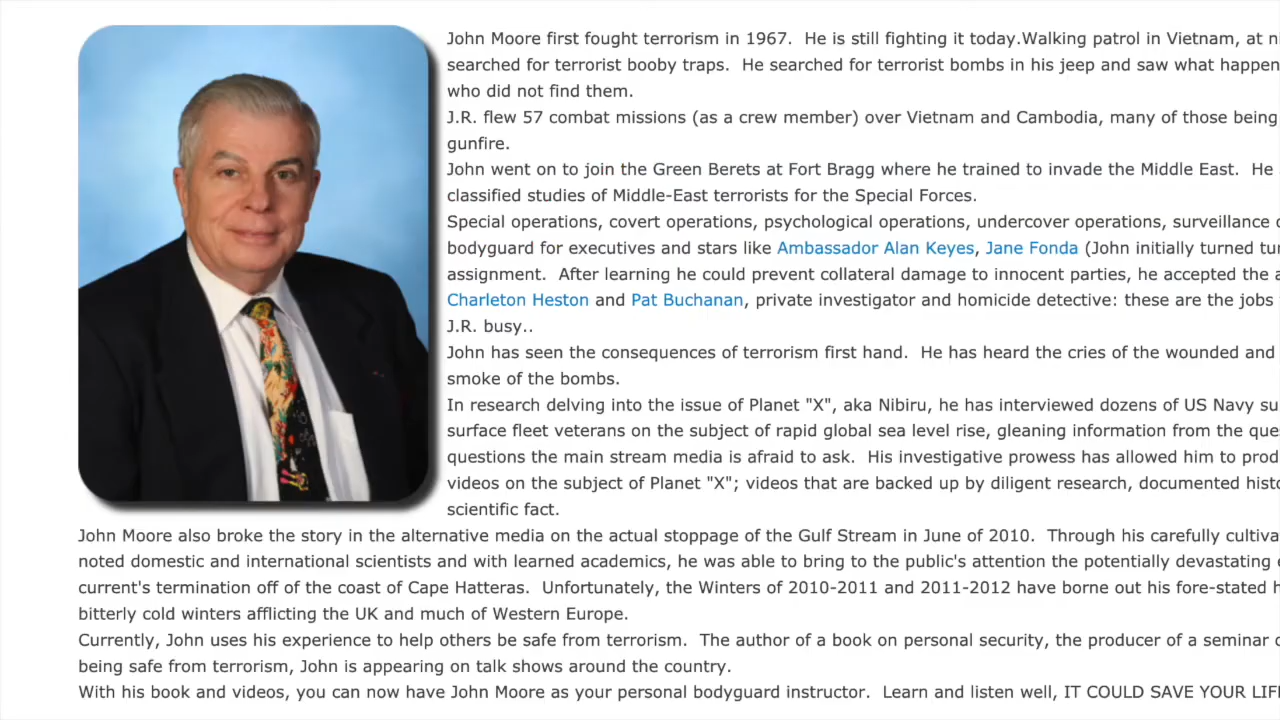 John Moore first fought terrorism in 1967.  He is still fighting it today.Walking patrol in Vietnam, at
searched for terrorist booby traps.  He searched for terrorist bombs in his jeep and saw what
who did not find them.
J.R. flew 57 combat missions (as a crew member) over Vietnam and Cambodia, many of those being
gunfire.
John went on to join the Green Berets at Fort Bragg where he trained to invade the Middle East.  He
classified studies of Middle-East terrorists for the Special Forces.
Special operations, covert operations, psychological operations, undercover operations, surveillance
bodyguard for executives and stars like Ambassador Alan Keyes, Jane Fonda (John initially turned
assignment.  After learning he could prevent collateral damage to innocent parties, he accepted the
Charleton Heston and Pat Buchanan, private investigator and homicide detective: these are the jobs
J.R. busy..
John has seen the consequences of terrorism first hand.  He has heard the cries of the wounded and
smoke of the bombs.
In research delving into the issue of Planet "X", aka Nibiru, he has interviewed dozens of US Navy
surface fleet veterans on the subject of rapid global sea level rise, gleaning information from the
questions the main stream media is afraid to ask.  His investigative prowess has allowed him to
videos on the subject of Planet "X"; videos that are backed up by diligent research, documented
scientific fact.
John Moore also broke the story in the alternative media on the actual stoppage of the Gulf Stream in June of 2010.  Through his carefully
noted domestic and international scientists and with learned academics, he was able to bring to the public's attention the potentially devastating
current's termination off of the coast of Cape Hatteras.  Unfortunately, the Winters of 2010-2011 and 2011-2012 have borne out his fore-stated
bitterly cold winters afflicting the UK and much of Western Europe.
Currently, John uses his experience to help others be safe from terrorism.  The author of a book on personal security, the producer of a seminar
being safe from terrorism, John is appearing on talk shows around the country.
With his book and videos, you can now have John Moore as your personal bodyguard instructor.  Learn and listen well, IT COULD SAVE YOUR